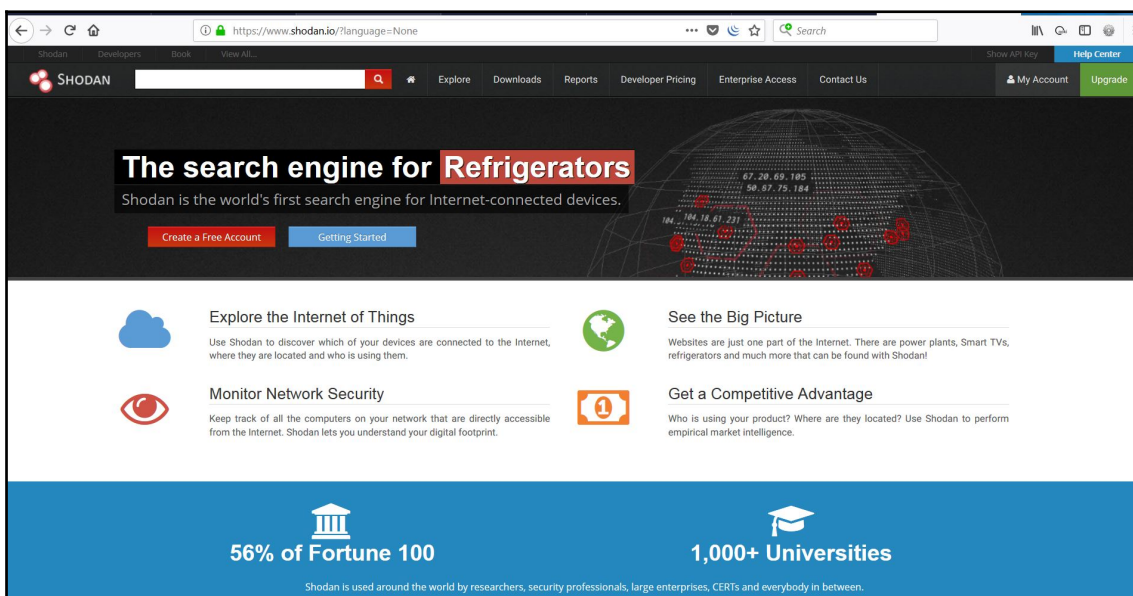 https://www.shodan.io/?language=None
Search
Shodan Developers Book View All...
Show API Key Help Center
SHODAN Explore Downloads Reports Developer Pricing Enterprise Access Contact Us My Account Upgrade
The search engine for Refrigerators
Shodan is the world's first search engine for Internet-connected devices.
Create a Free Account Getting Started
67.20.69.105
50.67.75.184
104.18.61.231
104...
Explore the Internet of Things
Use Shodan to discover which of your devices are connected to the Internet,
where they are located and who is using them.
See the Big Picture
Websites are just one part of the Internet. There are power plants, Smart TVs,
refrigerators and much more that can be found with Shodan!
Monitor Network Security
Keep track of all the computers on your network that are directly accessible
from the Internet. Shodan lets you understand your digital footprint.
1
Get a Competitive Advantage
Who is using your product? Where are they located? Use Shodan to perform
empirical market intelligence.
56% of Fortune 100
1,000+ Universities
Shodan is used around the world by researchers, security professionals, large enterprises, CERTs and everybody in between.